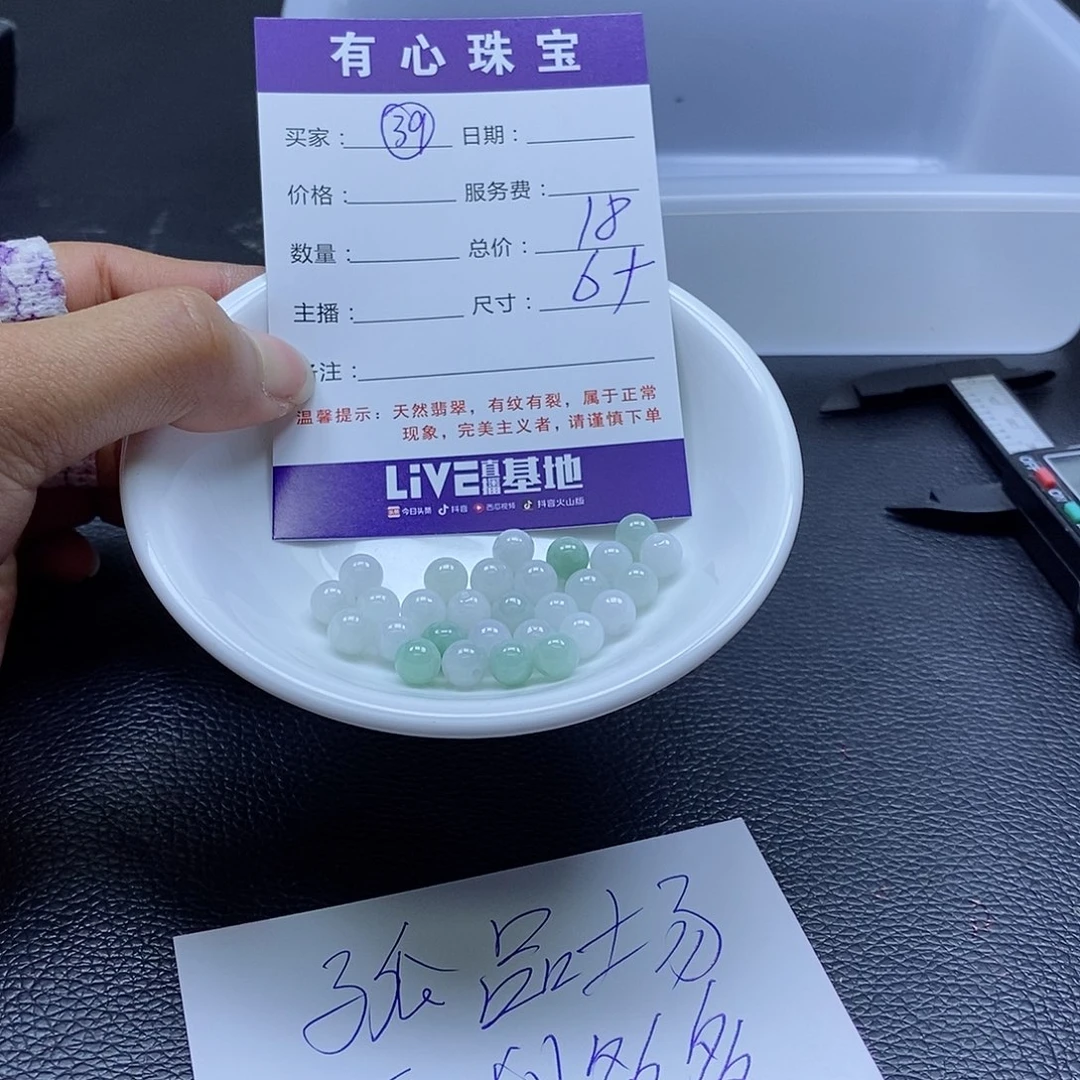 有心珠宝
买家： 39 日期：
价格： 服务费：
数量： 总价： 18
主播： 尺寸： 6+
注：
温馨提示：天然翡翠，有纹有裂，属于正常
现象，完美主义者，请谨慎下单
LiVE直播基地
今日头条 抖音 西瓜视频 抖音火山版
品